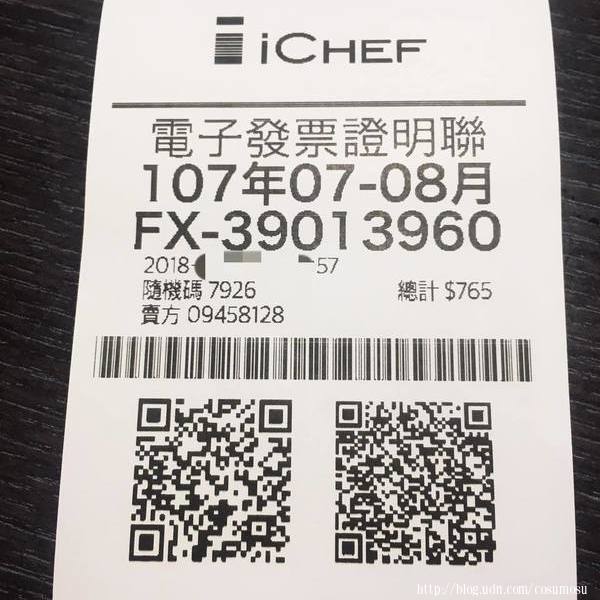 iCHEF
電子發票證明聯
107年07-08月
FX-39013960
2018- 57
隨機碼 7926 總計 $765
賣方 09458128
http://blog.udn.com/cosumosu